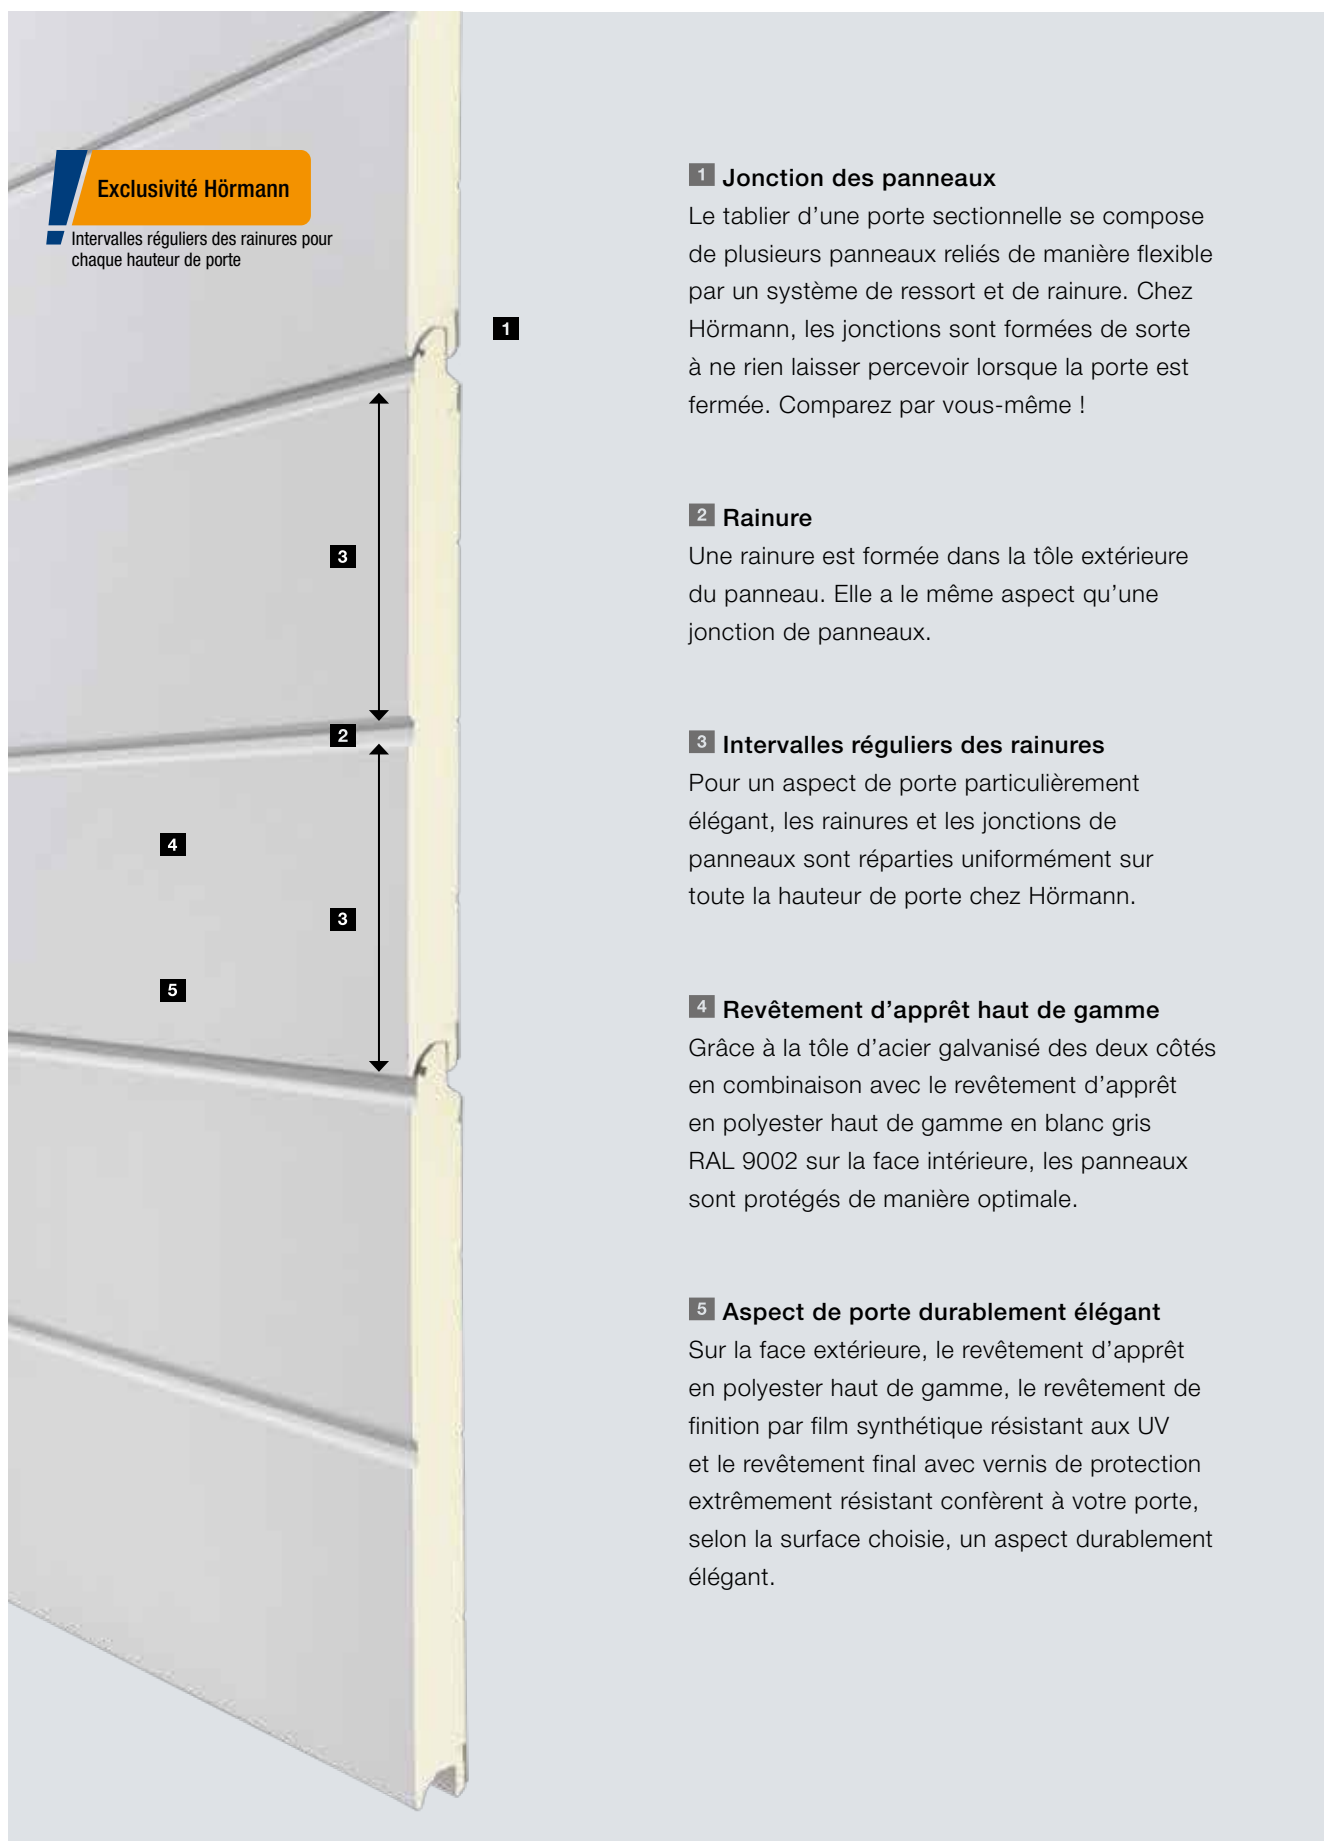 Exclusivité Hörmann
Intervalles réguliers des rainures pour
chaque hauteur de porte
1
3
2
4
3
5
1 Jonction des panneaux
Le tablier d’une porte sectionnelle se compose
de plusieurs panneaux reliés de manière flexible
par un système de ressort et de rainure. Chez
Hörmann, les jonctions sont formées de sorte
à ne rien laisser percevoir lorsque la porte est
fermée. Comparez par vous-même !
2 Rainure
Une rainure est formée dans la tôle extérieure
du panneau. Elle a le même aspect qu’une
jonction de panneaux.
3 Intervalles réguliers des rainures
Pour un aspect de porte particulièrement
élégant, les rainures et les jonctions de
panneaux sont réparties uniformément sur
toute la hauteur de porte chez Hörmann.
4 Revêtement d’apprêt haut de gamme
Grâce à la tôle d’acier galvanisé des deux côtés
en combinaison avec le revêtement d’apprêt
en polyester haut de gamme en blanc gris
RAL 9002 sur la face intérieure, les panneaux
sont protégés de manière optimale.
5 Aspect de porte durablement élégant
Sur la face extérieure, le revêtement d’apprêt
en polyester haut de gamme, le revêtement de
finition par film synthétique résistant aux UV
et le revêtement final avec vernis de protection
extrêmement résistant confèrent à votre porte,
selon la surface choisie, un aspect durablement
élégant.